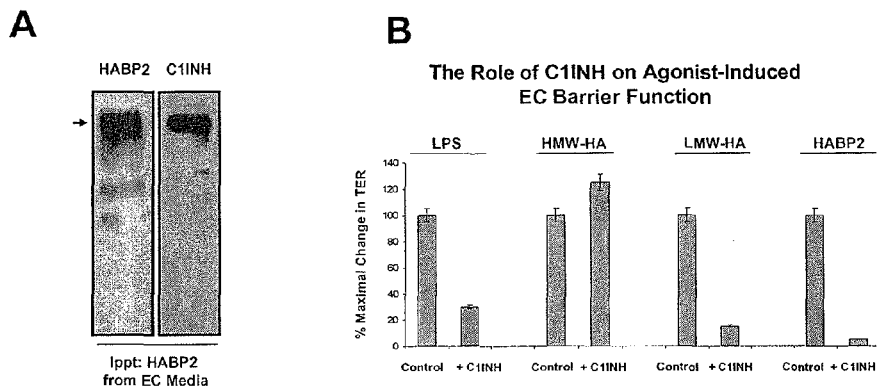 A
HABP2 C1INH
Ippt: HABP2
from EC Media
B
The Role of C1INH on Agonist-Induced
EC Barrier Function
LPS HMW-HA LMW-HA HABP2
% Maximal Change in TER
140
120
100
80
60
40
20
0
Control + C1INH Control + C1INH Control + C1INH Control + C1INH